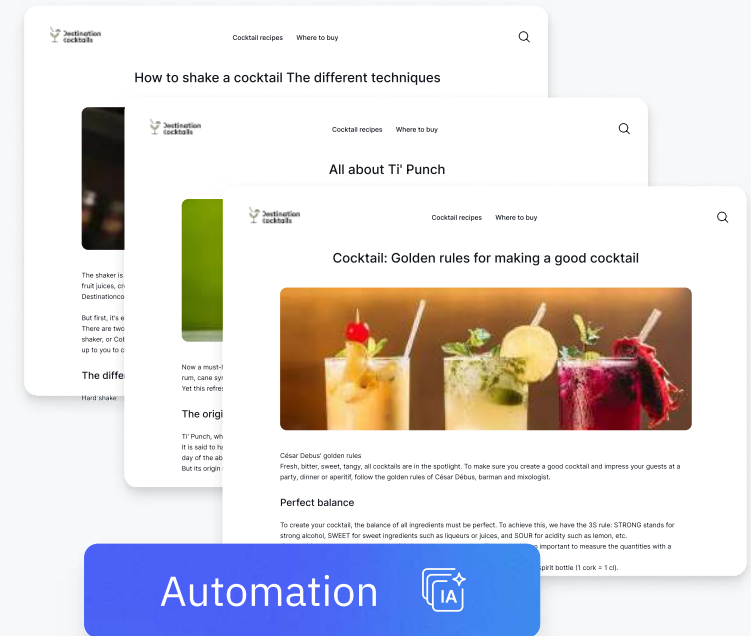 Destination
Cocktails
Cocktail recipes Where to buy
How to shake a cocktail The different techniques
The shaker is
fruit juices, cr
Destinationco
But first, it's e
There are two
shaker, or Cob
up to you to c
The diffe
Hard shake
Destination
Cocktails
Cocktail recipes Where to buy
All about Ti' Punch
Now a must-
rum, cane sy
Yet this refres
The origi
Ti' Punch, wh
It is said to ha
day of the ab
But its origin
Destination
Cocktails
Cocktail recipes Where to buy
Cocktail: Golden rules for making a good cocktail
César Debus' golden rules
Fresh, bitter, sweet, tangy, all cocktails are in the spotlight. To make sure you create a good cocktail and impress your guests at a
party, dinner or aperitif, follow the golden rules of César Debus, barman and mixologist.
Perfect balance
To create your cocktail, the balance of all ingredients must be perfect. To achieve this, we have the 3S rule: STRONG stands for
strong alcohol, SWEET for sweet ingredients such as liqueurs or juices, and SOUR for acidity such as lemon, etc.
important to measure the quantities with a
spirit bottle (1 cork = 1 cl).
Automation
IA